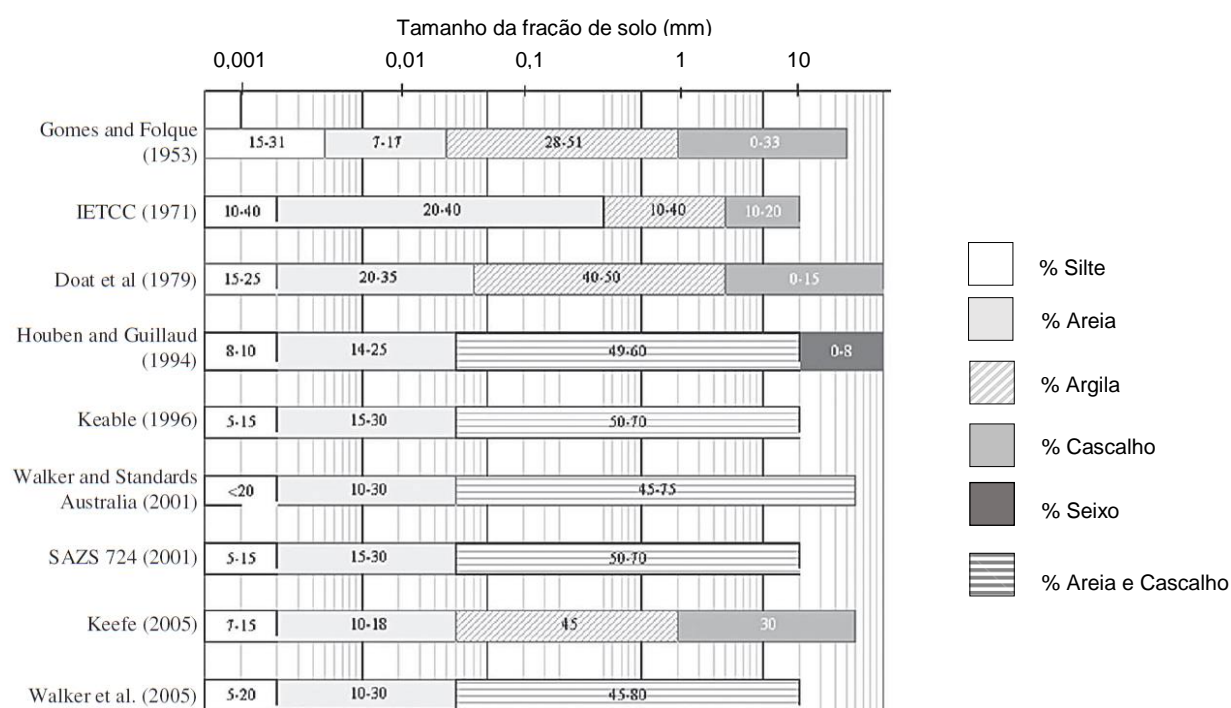 Tamanho da fração de solo (mm)
0,001 0,01 0,1 1 10
Gomes and Folque
(1953)
15-31 7-17 28-51 0-33
IETCC (1971)
10-40 20-40 10-40 10-20
Doat et al (1979)
15-25 20-35 40-50 0-15
Houben and Guillaud
(1994)
8-10 14-25 49-60 0-8
Keable (1996)
5-15 15-30 50-70
Walker and Standards
Australia (2001)
<20 10-30 45-75
SAZS 724 (2001)
5-15 15-30 50-70
Keefe (2005)
7-15 10-18 45 30
Walker et al. (2005)
5-20 10-30 45-80
% Silte
% Areia
% Argila
% Cascalho
% Seixo
% Areia e Cascalho